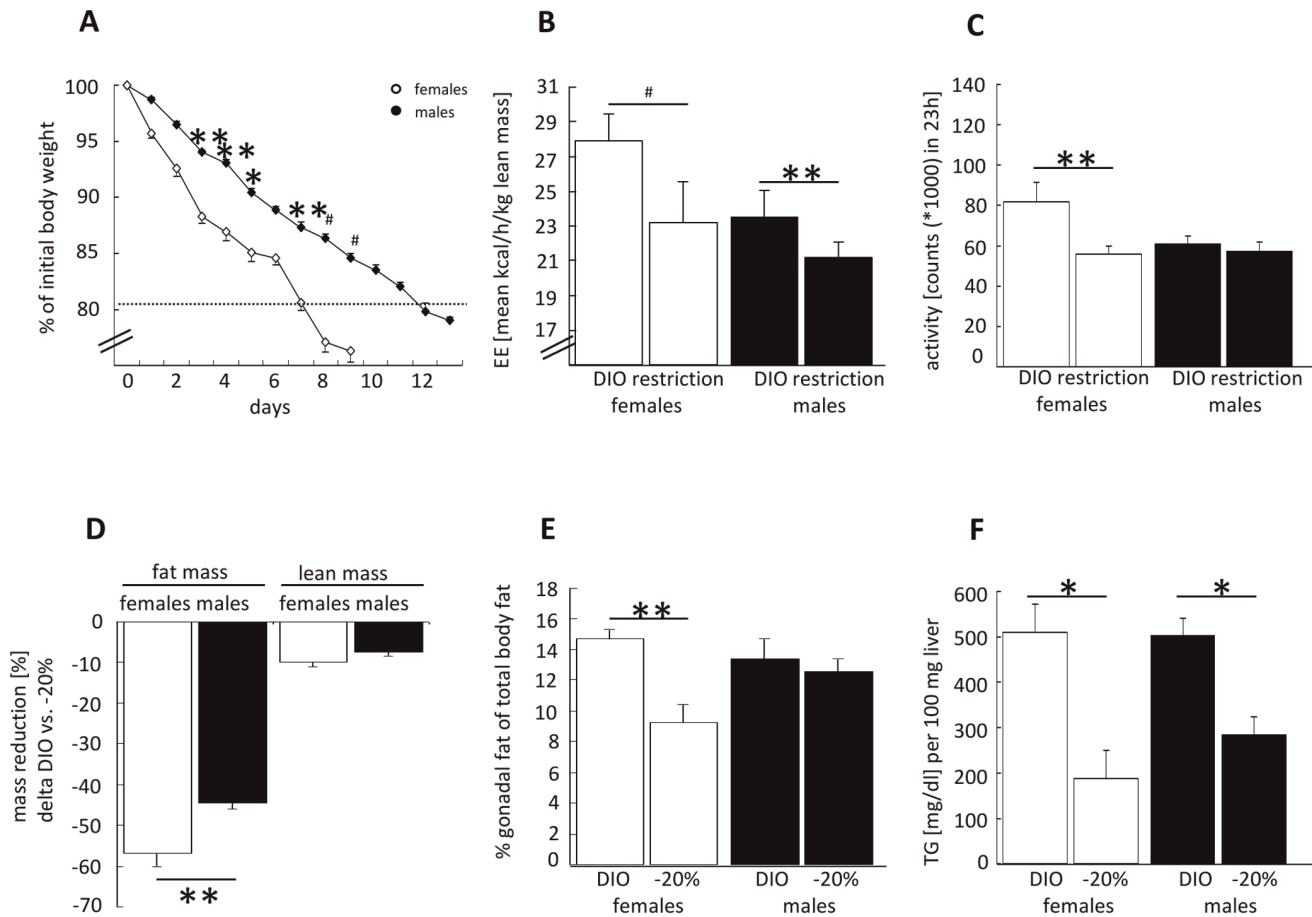 A
100
95
90
85
80
% of initial body weight
females
males
** 
**
*
**
#
#
0 2 4 6 8 10 12
days
B
31
29
27
25
23
21
19
17
EE [mean kcal/h/kg lean mass]
#
**
DIO restriction DIO restriction
females males
C
140
120
100
80
60
40
20
0
activity [counts (*1000) in 23h]
**
DIO restriction DIO restriction
females males
D
fat mass lean mass
females males females males
0
-10
-20
-30
-40
-50
-60
-70
mass reduction [%]
delta DIO vs. -20%
**
E
18
16
14
12
10
8
6
4
2
0
% gonadal fat of total body fat
**
DIO -20% DIO -20%
females males
F
600
500
400
300
200
100
0
TG [mg/dl] per 100 mg liver
* *
DIO -20% DIO -20%
females males